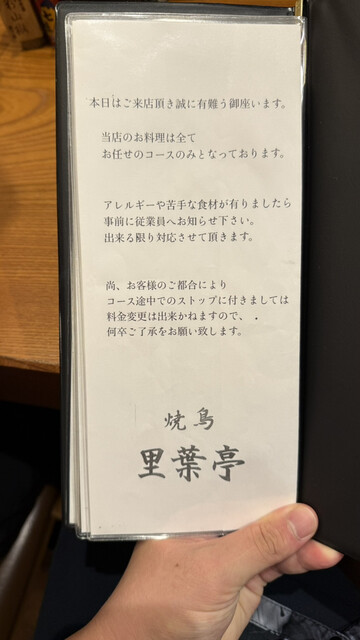 本日はご来店頂き誠に有難う御座います。
当店のお料理は全て
お任せのコースのみとなっております。
アレルギーや苦手な食材が有りましたら
事前に従業員へお知らせ下さい。
出来る限り対応させて頂きます。
尚、お客様のご都合により
コース途中でのストップに付きましては
料金変更は出来かねますので、
何卒ご了承をお願い致します。
焼鳥
里葉亭